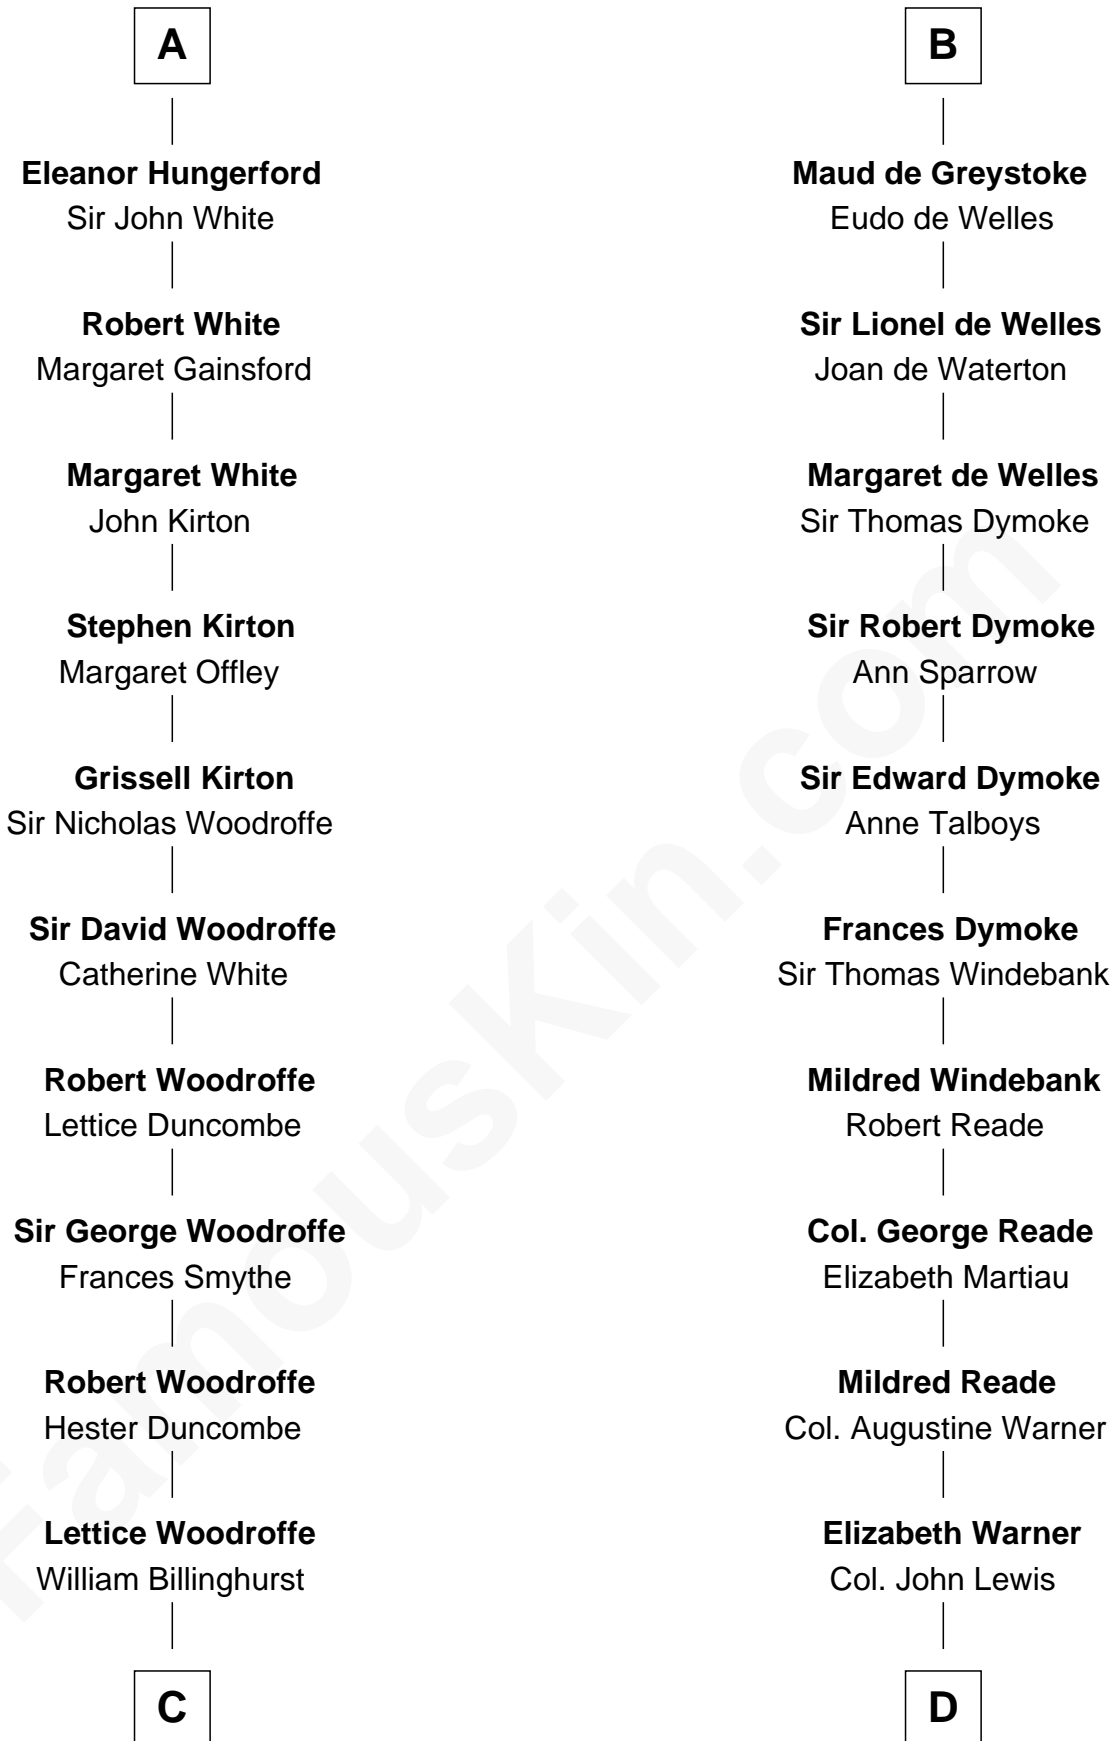 A
Eleanor Hungerford
Sir John White
Robert White
Margaret Gainsford
Margaret White
John Kirton
Stephen Kirton
Margaret Offley
Grissell Kirton
Sir Nicholas Woodroffe
Sir David Woodroffe
Catherine White
Robert Woodroffe
Lettice Duncombe
Sir George Woodroffe
Frances Smythe
Robert Woodroffe
Hester Duncombe
Lettice Woodroffe
William Billinghurst
C
B
Maud de Greystoke
Eudo de Welles
Sir Lionel de Welles
Joan de Waterton
Margaret de Welles
Sir Thomas Dymoke
Sir Robert Dymoke
Ann Sparrow
Sir Edward Dymoke
Anne Talboys
Frances Dymoke
Sir Thomas Windebank
Mildred Windebank
Robert Reade
Col. George Reade
Elizabeth Martiau
Mildred Reade
Col. Augustine Warner
Elizabeth Warner
Col. John Lewis
D
FamousKin.com